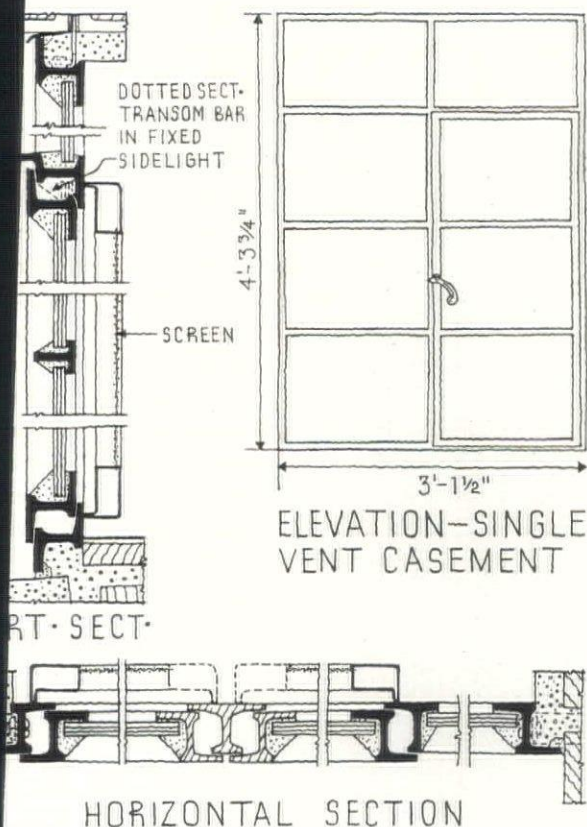 DOTTED SECT.
TRANSOM BAR
IN FIXED
SIDELIGHT
SCREEN
4'-3¾"
3'-1½"
ELEVATION-SINGLE
VENT CASEMENT
RT. SECT.
HORIZONTAL SECTION